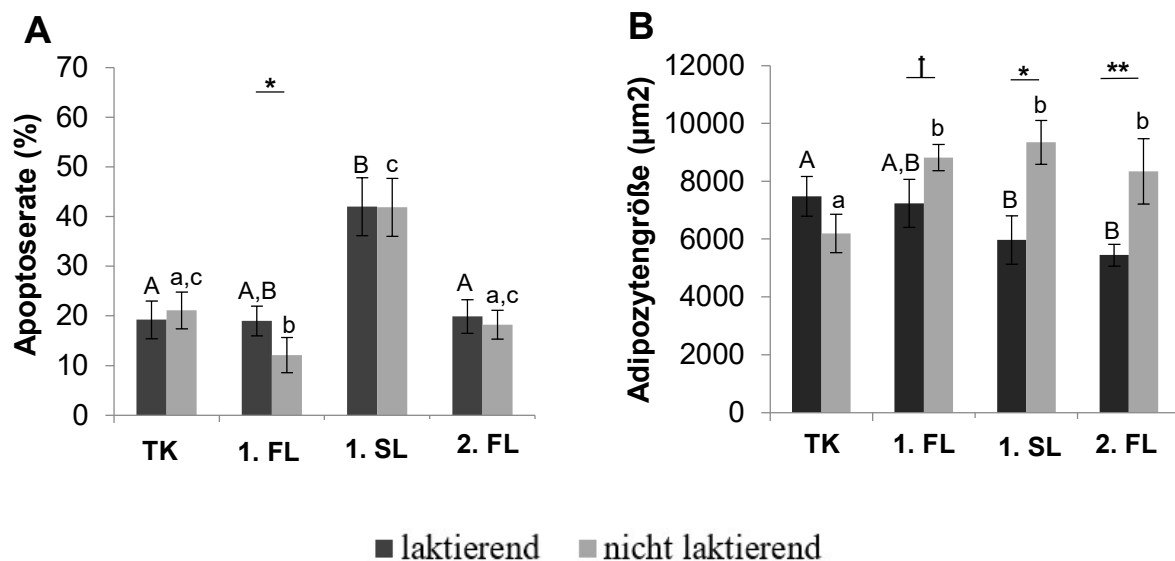 A
Apoptoserate (%)
70
60
50
40
30
20
10
0
*
A
a,c
A,B
b
B
c
A
a,c
TK
1. FL
1. SL
2. FL
B
Adipozytengröße (µm2)
12000
10000
8000
6000
4000
2000
0
†
*
**
A
a
A,B
b
B
b
B
b
TK
1. FL
1. SL
2. FL
laktierend
nicht laktierend